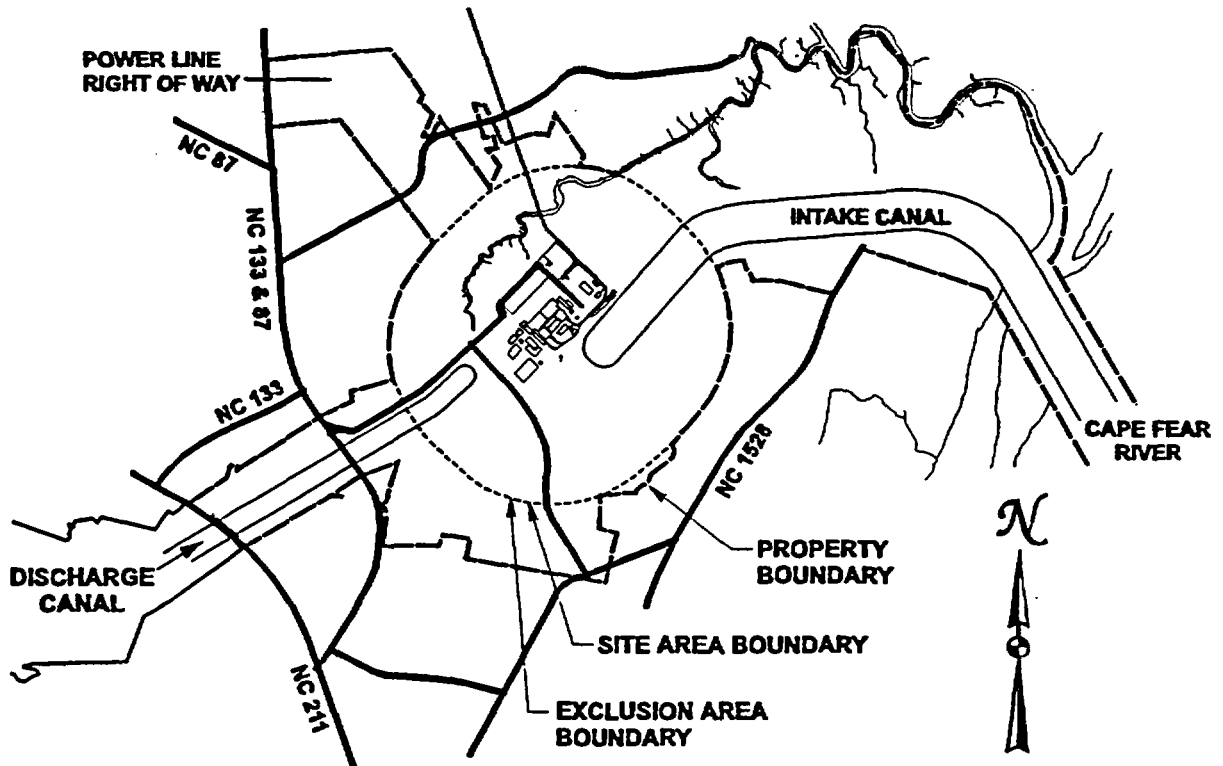 POWER LINE
RIGHT OF WAY
NC 87
NC 133 & 87
INTAKE CANAL
NC 133
NC 1528
CAPE FEAR
RIVER
N
DISCHARGE
CANAL
PROPERTY
BOUNDARY
SITE AREA BOUNDARY
NC 211
EXCLUSION AREA
BOUNDARY